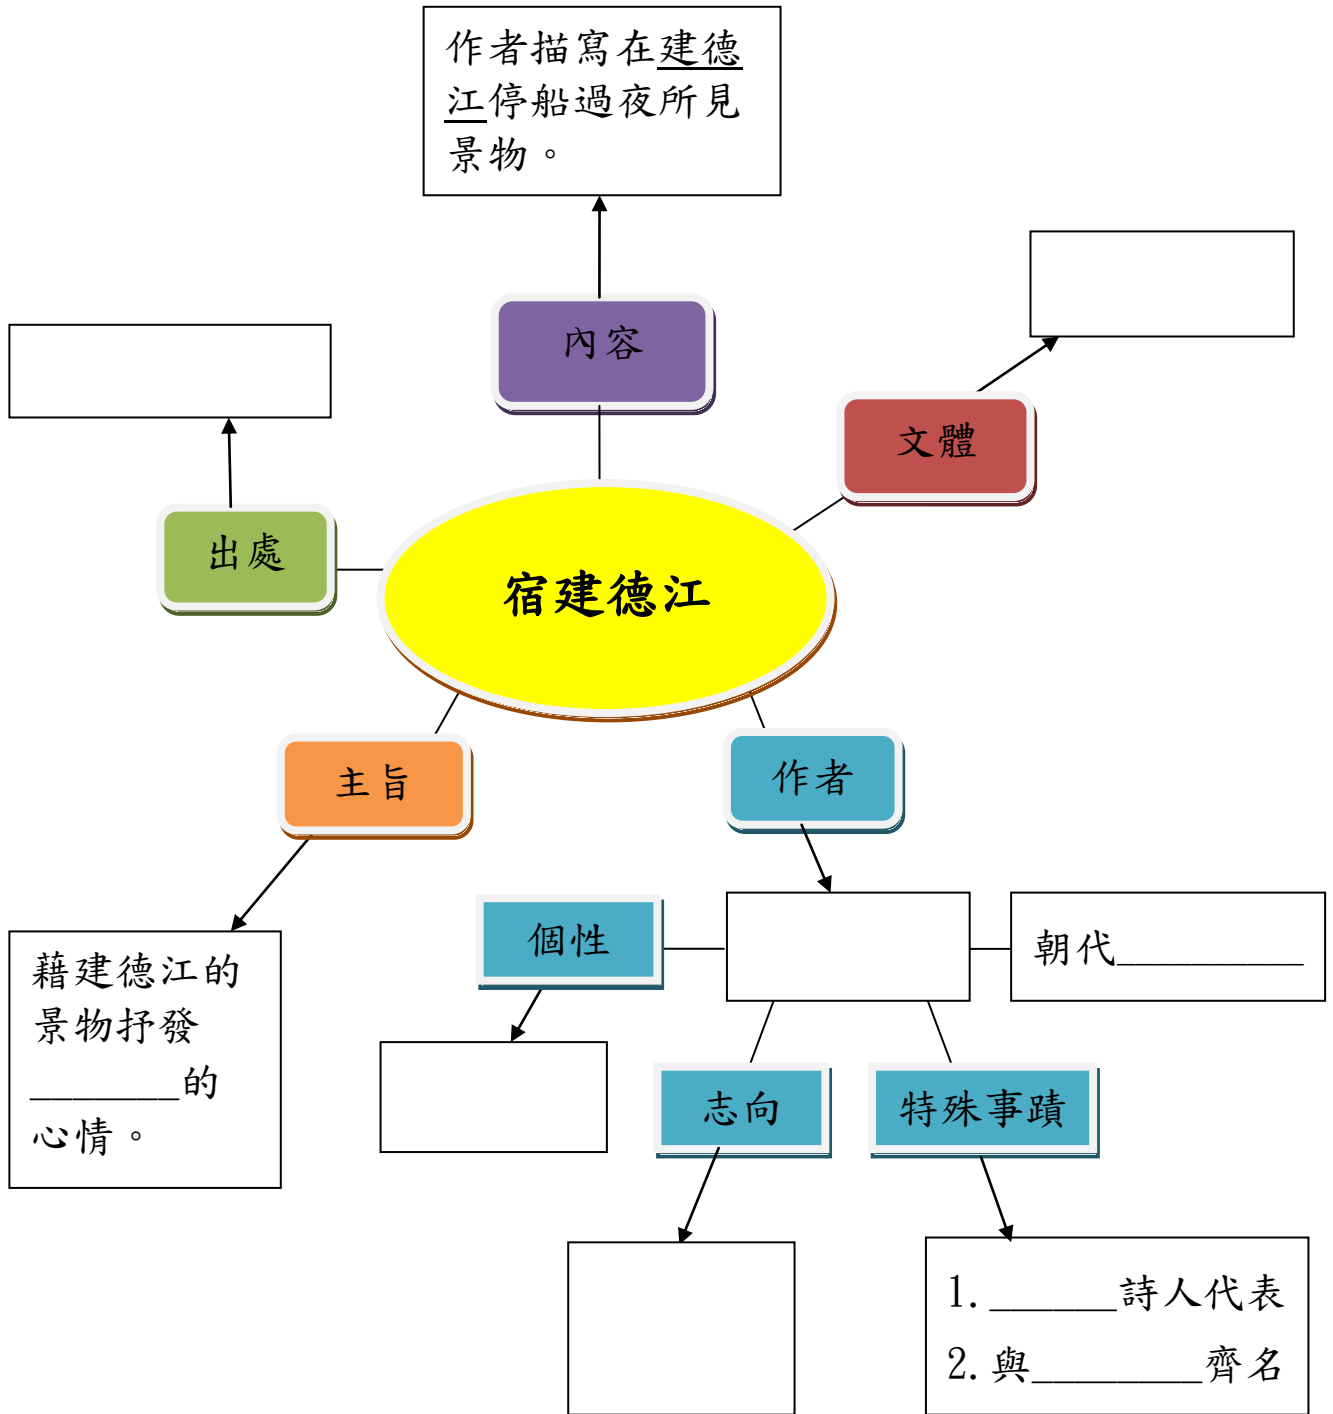 作者描寫在建德
江停船過夜所見
景物。
內容
文體
出處
宿建德江
主旨
作者
藉建德江的
景物抒發
_______的
心情。
個性
朝代_________
志向
特殊事蹟
1.______詩人代表
2.與________齊名